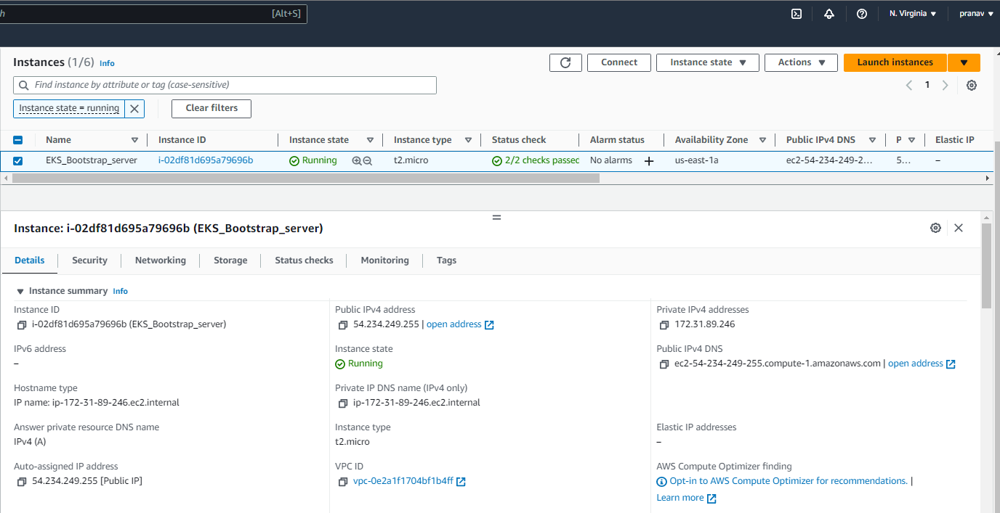 h [Alt+S] N. Virginia ▼ pranav ▼
Instances (1/6) Info Connect Instance state ▼ Actions ▼ Launch instances ▼
Find instance by attribute or tag (case-sensitive) 1
Instance state = running Clear filters
Name Instance ID Instance state Instance type Status check Alarm status Availability Zone Public IPv4 DNS P Elastic IP
EKS_Bootstrap_server i-02df81d695a79696b Running t2.micro 2/2 checks passec No alarms + us-east-1a ec2-54-234-249-2... 5... –
Instance: i-02df81d695a79696b (EKS_Bootstrap_server)
Details Security Networking Storage Status checks Monitoring Tags
▼ Instance summary Info
Instance ID Public IPv4 address Private IPv4 addresses
i-02df81d695a79696b (EKS_Bootstrap_server) 54.234.249.255 | open address 172.31.89.246
IPv6 address Instance state Public IPv4 DNS
– Running ec2-54-234-249-255.compute-1.amazonaws.com | open address
Hostname type Private IP DNS name (IPv4 only)
IP name: ip-172-31-89-246.ec2.internal ip-172-31-89-246.ec2.internal
Answer private resource DNS name Instance type Elastic IP addresses
IPv4 (A) t2.micro –
Auto-assigned IP address VPC ID AWS Compute Optimizer finding
54.234.249.255 [Public IP] vpc-0e2a1f1704bf1b4ff Opt-in to AWS Compute Optimizer for recommendations. |
Learn more